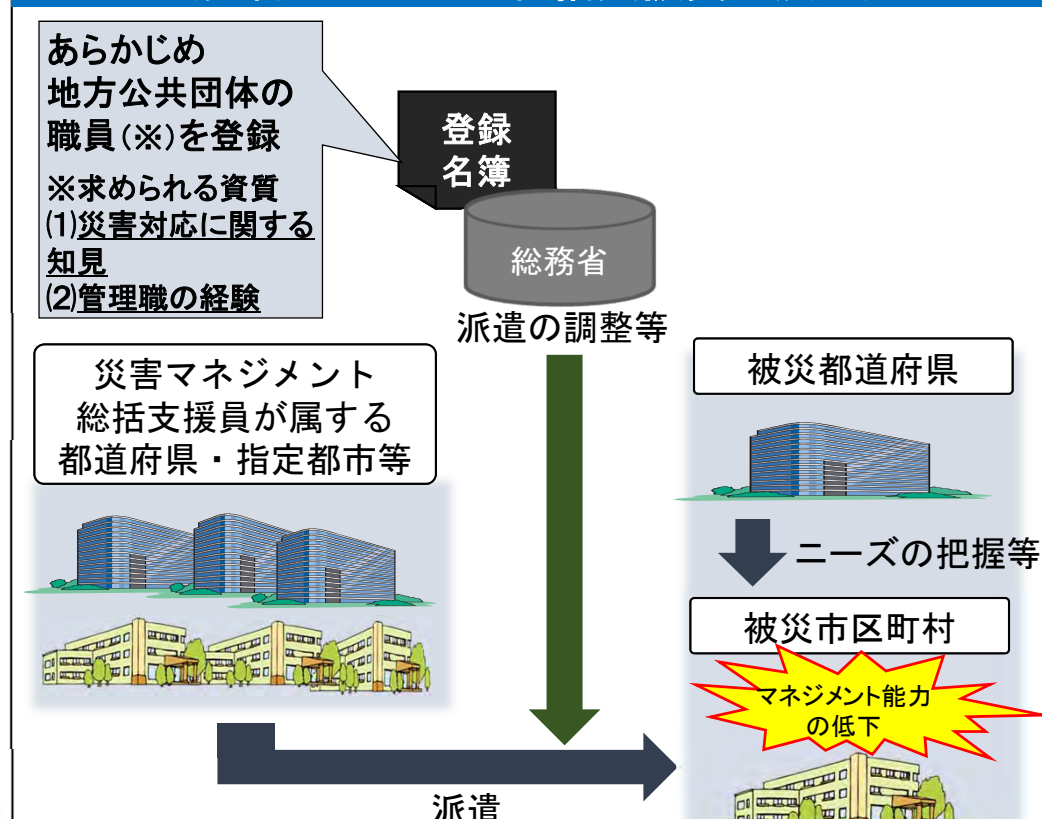 あらかじめ
地方公共団体の
職員(※)を登録
※求められる資質
⑴災害対応に関する
知見
⑵管理職の経験
登録
名簿
総務省
派遣の調整等
災害マネジメント
総括支援員が属する
都道府県・指定都市等
被災都道府県
ニーズの把握等
被災市区町村
マネジメント能力
の低下
派遣